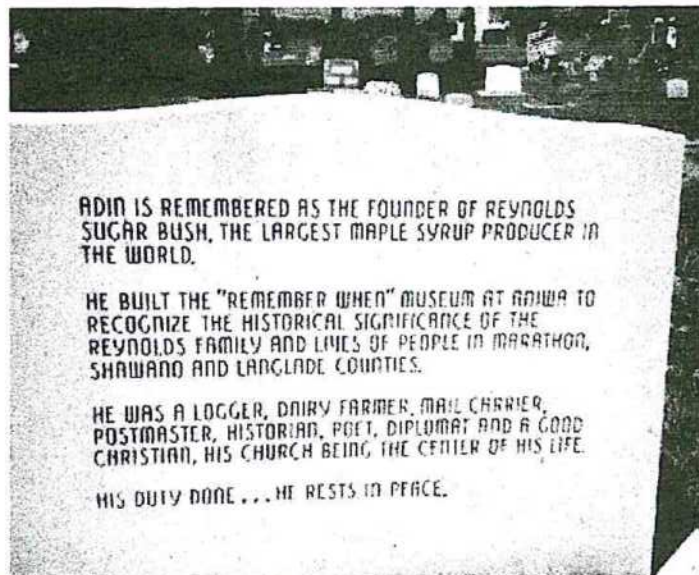 ADIN IS REMEMBERED AS THE FOUNDER OF REYNOLDS
SUGAR BUSH, THE LARGEST MAPLE SYRUP PRODUCER IN
THE WORLD.
HE BUILT THE "REMEMBER WHEN" MUSEUM AT ANIWA TO
RECOGNIZE THE HISTORICAL SIGNIFICANCE OF THE
REYNOLDS FAMILY AND LIVES OF PEOPLE IN MARATHON,
SHAWANO AND LANGLADE COUNTIES.
HE WAS A LOGGER, DAIRY FARMER, MAIL CARRIER,
POSTMASTER, HISTORIAN, POET, DIPLOMAT AND A GOOD
CHRISTIAN, HIS CHURCH BEING THE CENTER OF HIS LIFE.
HIS DUTY DONE...HE RESTS IN PEACE.